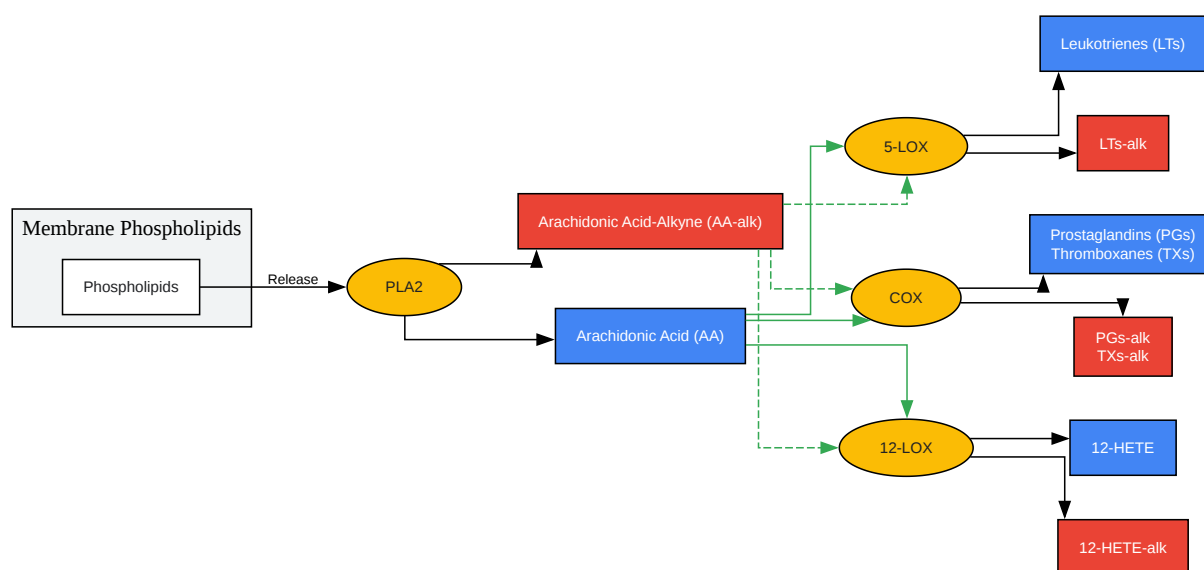 Leukotrienes (LTs)
5-LOX
LTs-alk
Arachidonic Acid-Alkyne (AA-alk)
Membrane Phospholipids
Phospholipids
Release
PLA2
Prostaglandins (PGs)
Thromboxanes (TXs)
COX
Arachidonic Acid (AA)
PGs-alk
TXs-alk
12-LOX
12-HETE
12-HETE-alk